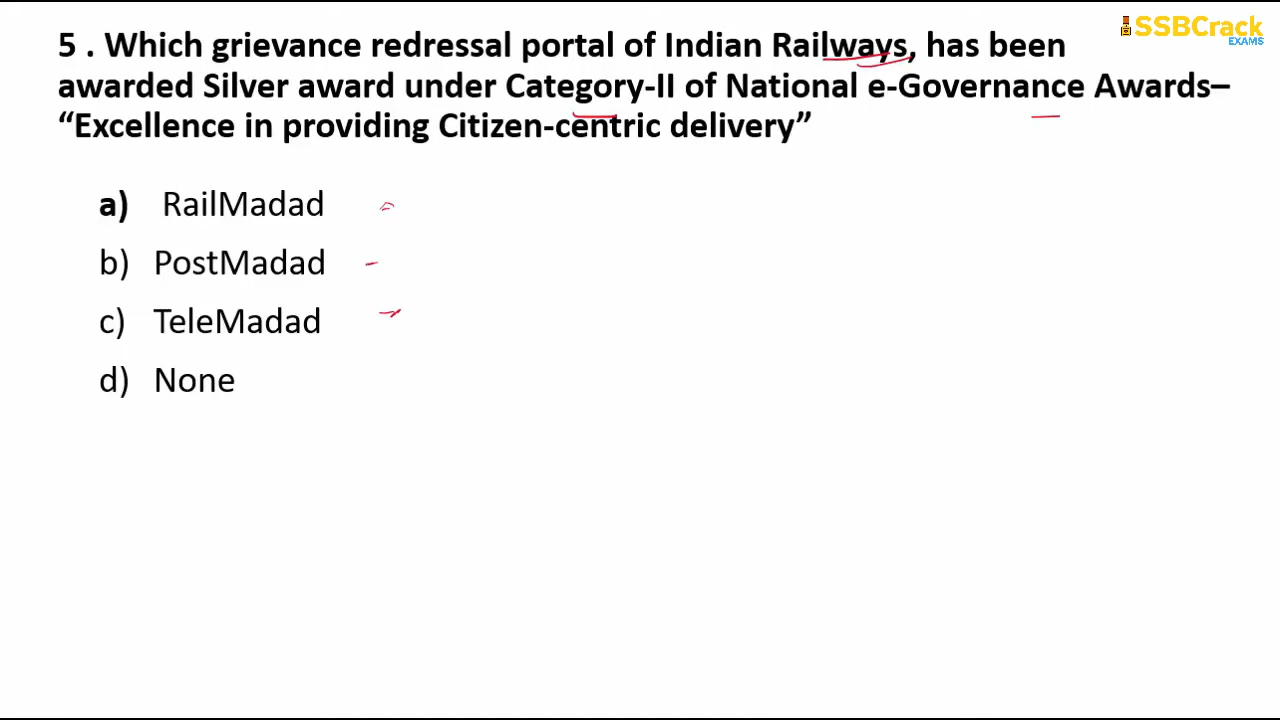 SSBCrack
EXAMS
5 . Which grievance redressal portal of Indian Railways, has been
awarded Silver award under Category-II of National e-Governance Awards–
“Excellence in providing Citizen-centric delivery”
a) RailMadad
b) PostMadad
c) TeleMadad
d) None